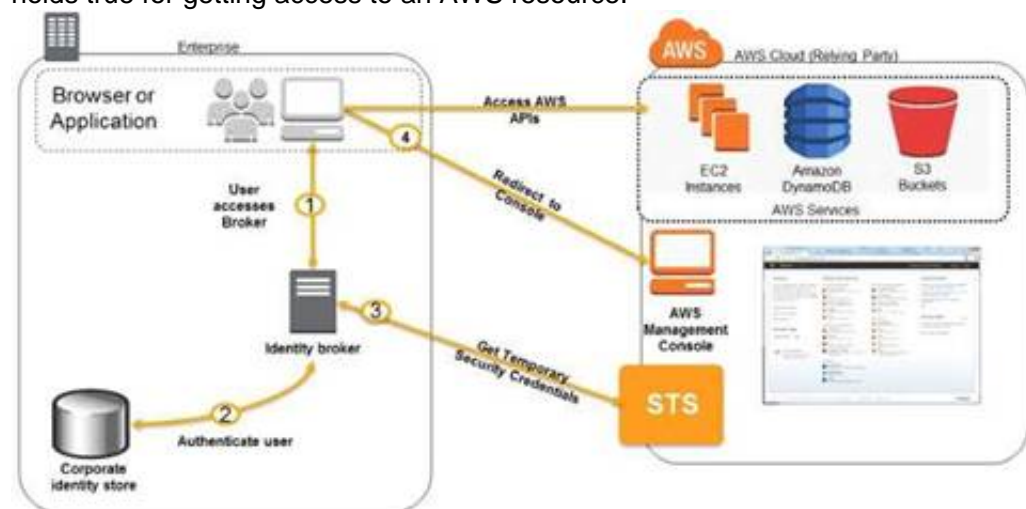 holds true for getting access to an AWS resource.
Enterprise
AWS
AWS Cloud (Relying Party)
Browser or
Application
Access AWS
APIs
4
EC2
Instances
Amazon
DynamoDB
S3
Buckets
AWS Services
User
accesses
Broker
1
Redirect to
Console
3
AWS
Management
Console
Identity broker
Get Temporary
Security Credentials
STS
2
Authenticate user
Corporate
identity store